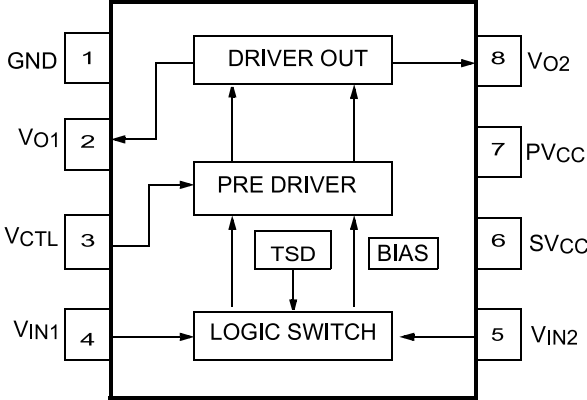 GND 1 DRIVER OUT 8 VO2
VO1 2 7 PVCC
PRE DRIVER
VCTL 3 TSD BIAS 6 SVCC
VIN1 4 LOGIC SWITCH 5 VIN2